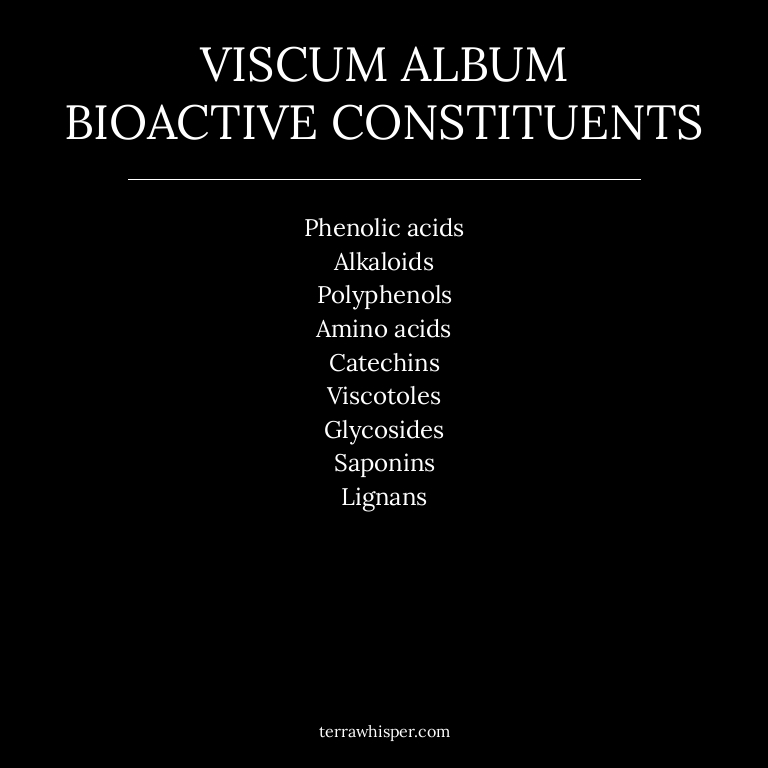 VISCUM ALBUM
BIOACTIVE CONSTITUENTS
Phenolic acids
Alkaloids
Polyphenols
Amino acids
Catechins
Viscotoles
Glycosides
Saponins
Lignans
terrawhisper.com